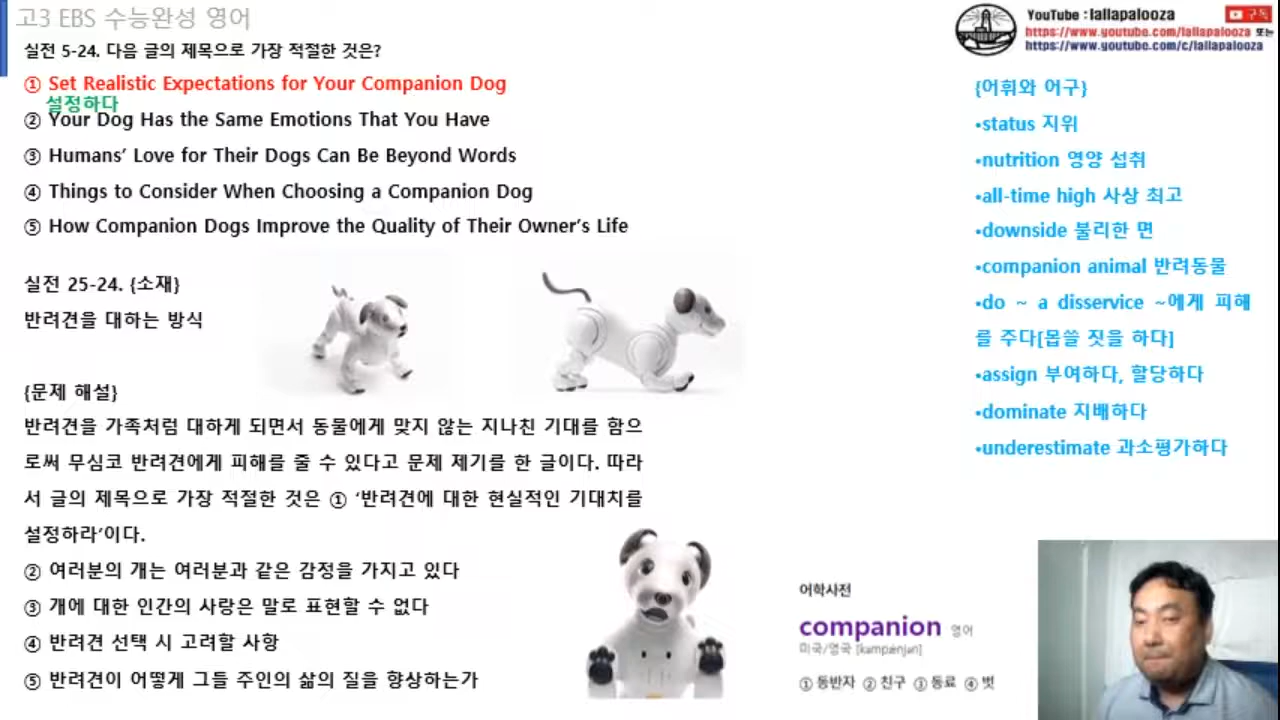 고3 EBS 수능완성 영어
실전 5-24. 다음 글의 제목으로 가장 적절한 것은?
① Set Realistic Expectations for Your Companion Dog
설정하다
② Your Dog Has the Same Emotions That You Have
③ Humans’ Love for Their Dogs Can Be Beyond Words
④ Things to Consider When Choosing a Companion Dog
⑤ How Companion Dogs Improve the Quality of Their Owner’s Life
실전 25-24. {소재}
반려견을 대하는 방식
{문제 해설}
반려견을 가족처럼 대하게 되면서 동물에게 맞지 않는 지나친 기대를 함으
로써 무심코 반려견에게 피해를 줄 수 있다고 문제 제기를 한 글이다. 따라
서 글의 제목으로 가장 적절한 것은 ① ‘반려견에 대한 현실적인 기대치를
설정하라’이다.
② 여러분의 개는 여러분과 같은 감정을 가지고 있다
③ 개에 대한 인간의 사랑은 말로 표현할 수 없다
④ 반려견 선택 시 고려할 사항
⑤ 반려견이 어떻게 그들 주인의 삶의 질을 향상하는가
YouTube : lallapalooza
구독
https://www.youtube.com/lallapalooza 또는
https://www.youtube.com/c/lallapalooza
{어휘와 어구}
•status 지위
•nutrition 영양 섭취
•all-time high 사상 최고
•downside 불리한 면
•companion animal 반려동물
•do ~ a disservice ~에게 피해
를 주다[몹쓸 짓을 하다]
•assign 부여하다, 할당하다
•dominate 지배하다
•underestimate 과소평가하다
어학사전
companion 영어
미국/영국 [kəmpǽnjən]
① 동반자 ② 친구 ③ 동료 ④ 벗